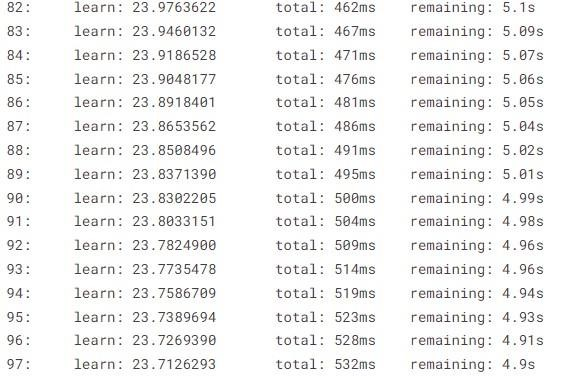 82: learn: 23.9763622 total: 462ms remaining: 5.1s
83: learn: 23.9460132 total: 467ms remaining: 5.09s
84: learn: 23.9186528 total: 471ms remaining: 5.07s
85: learn: 23.9048177 total: 476ms remaining: 5.06s
86: learn: 23.8918401 total: 481ms remaining: 5.05s
87: learn: 23.8653562 total: 486ms remaining: 5.04s
88: learn: 23.8508496 total: 491ms remaining: 5.02s
89: learn: 23.8371390 total: 495ms remaining: 5.01s
90: learn: 23.8302205 total: 500ms remaining: 4.99s
91: learn: 23.8033151 total: 504ms remaining: 4.98s
92: learn: 23.7824900 total: 509ms remaining: 4.96s
93: learn: 23.7735478 total: 514ms remaining: 4.96s
94: learn: 23.7586709 total: 519ms remaining: 4.94s
95: learn: 23.7389694 total: 523ms remaining: 4.93s
96: learn: 23.7269390 total: 528ms remaining: 4.91s
97: learn: 23.7126293 total: 532ms remaining: 4.9s